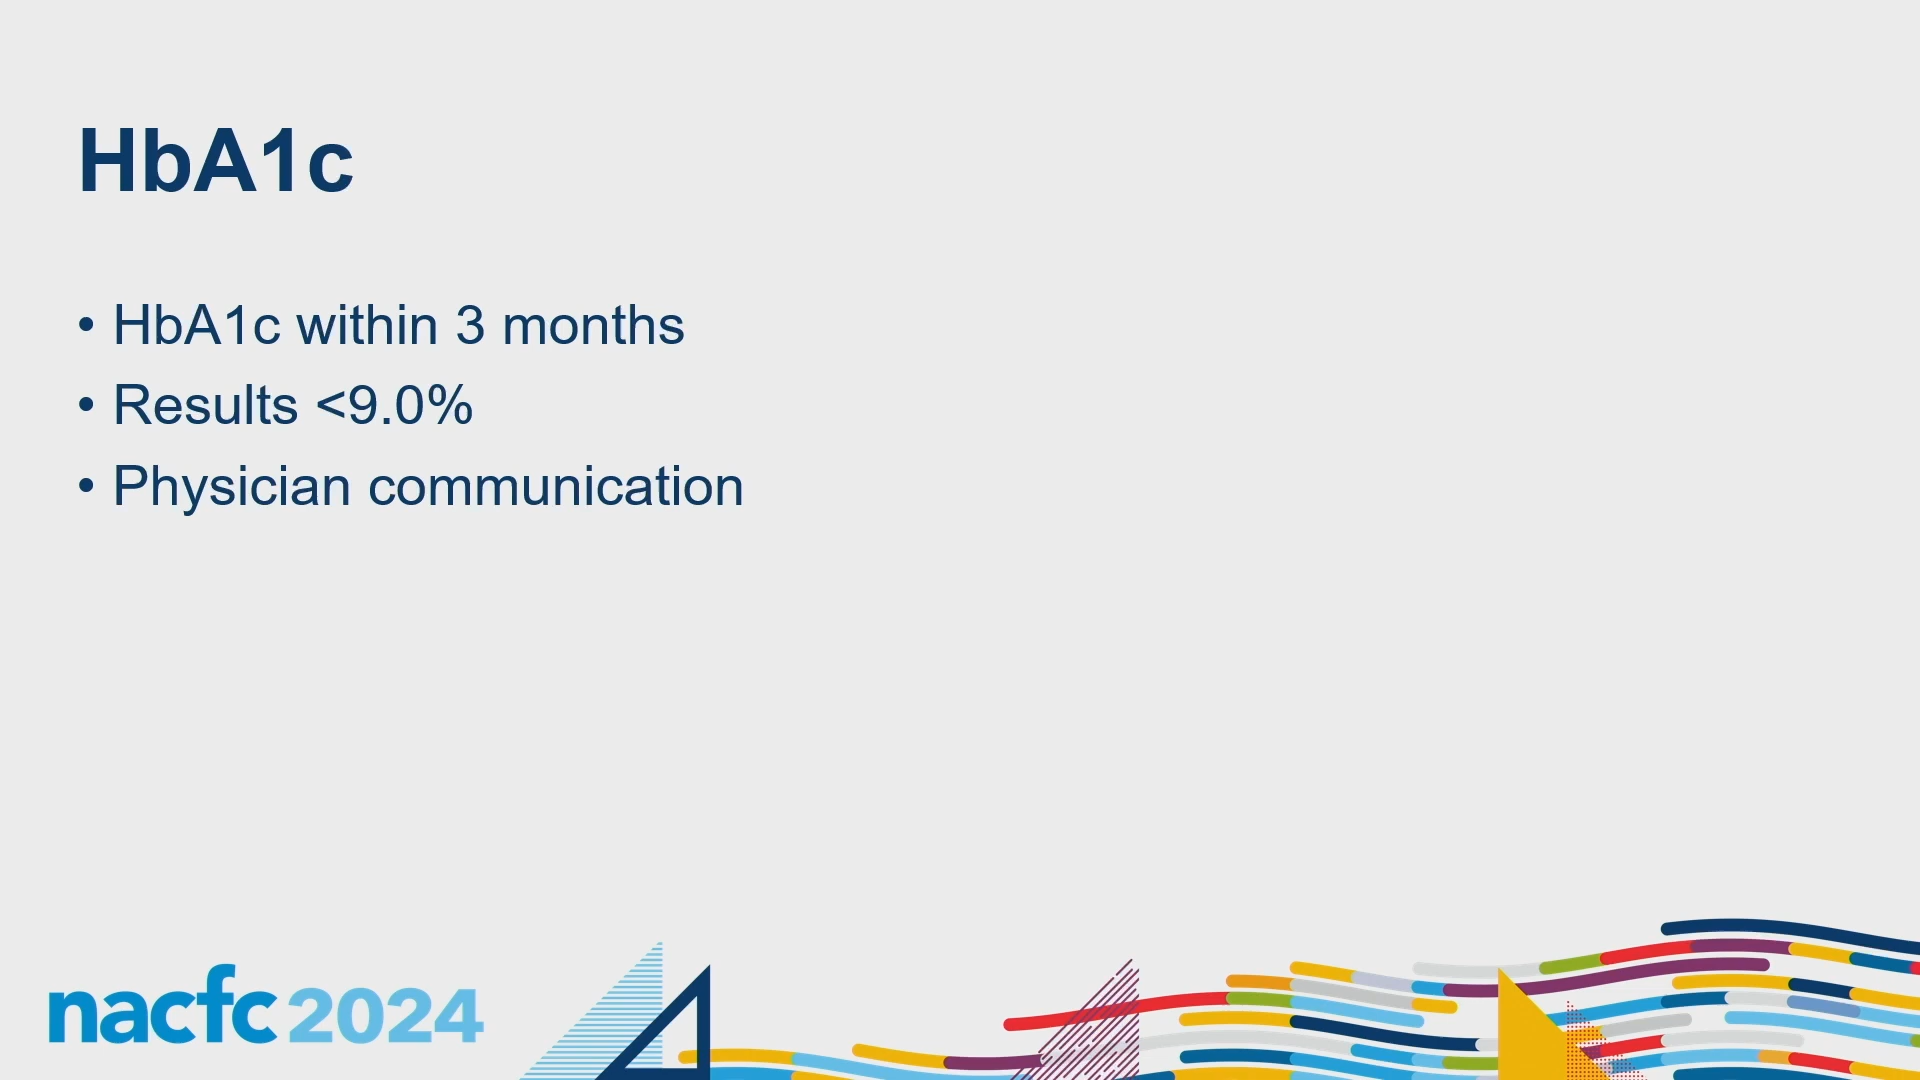 HbA1c
• HbA1c within 3 months
• Results <9.0%
• Physician communication
nacfc 2024